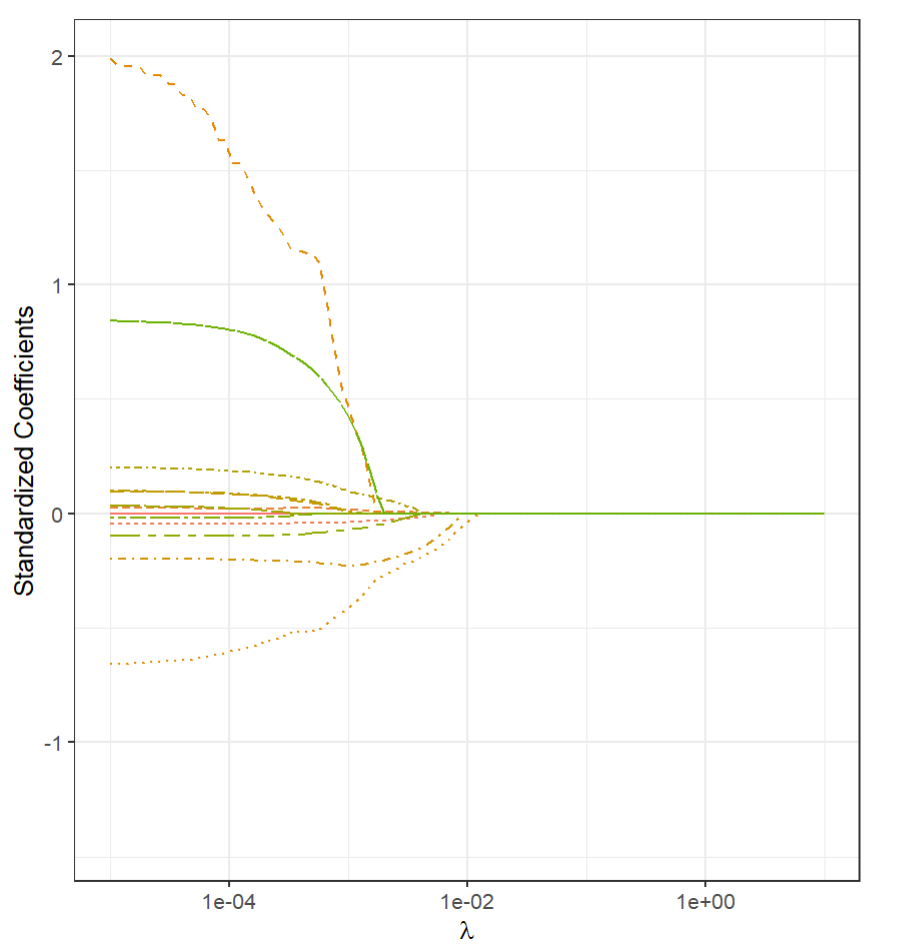 Standardized Coefficients
2
1
0
-1
1e-04
1e-02
1e+00
λ